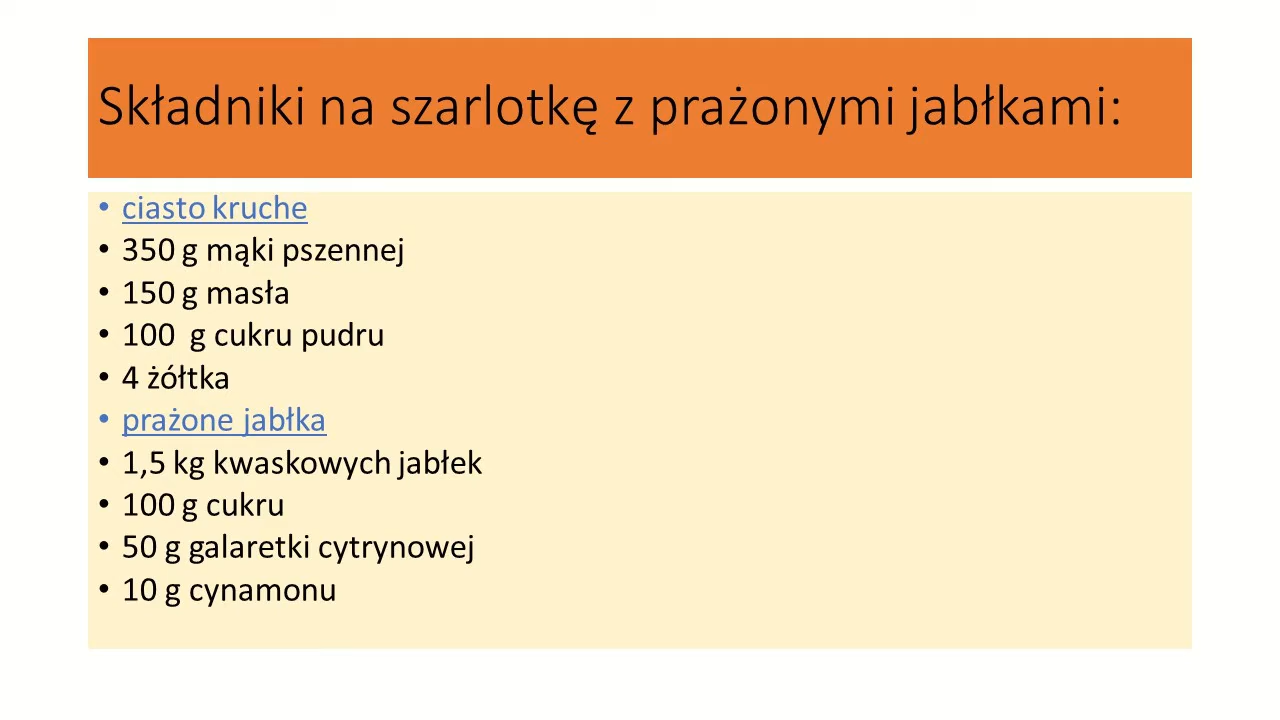 Składniki na szarlotkę z prażonymi jabłkami:
• ciasto kruche
• 350 g mąki pszennej
• 150 g masła
• 100  g cukru pudru
• 4 żółtka
• prażone jabłka
• 1,5 kg kwaskowych jabłek
• 100 g cukru
• 50 g galaretki cytrynowej
• 10 g cynamonu